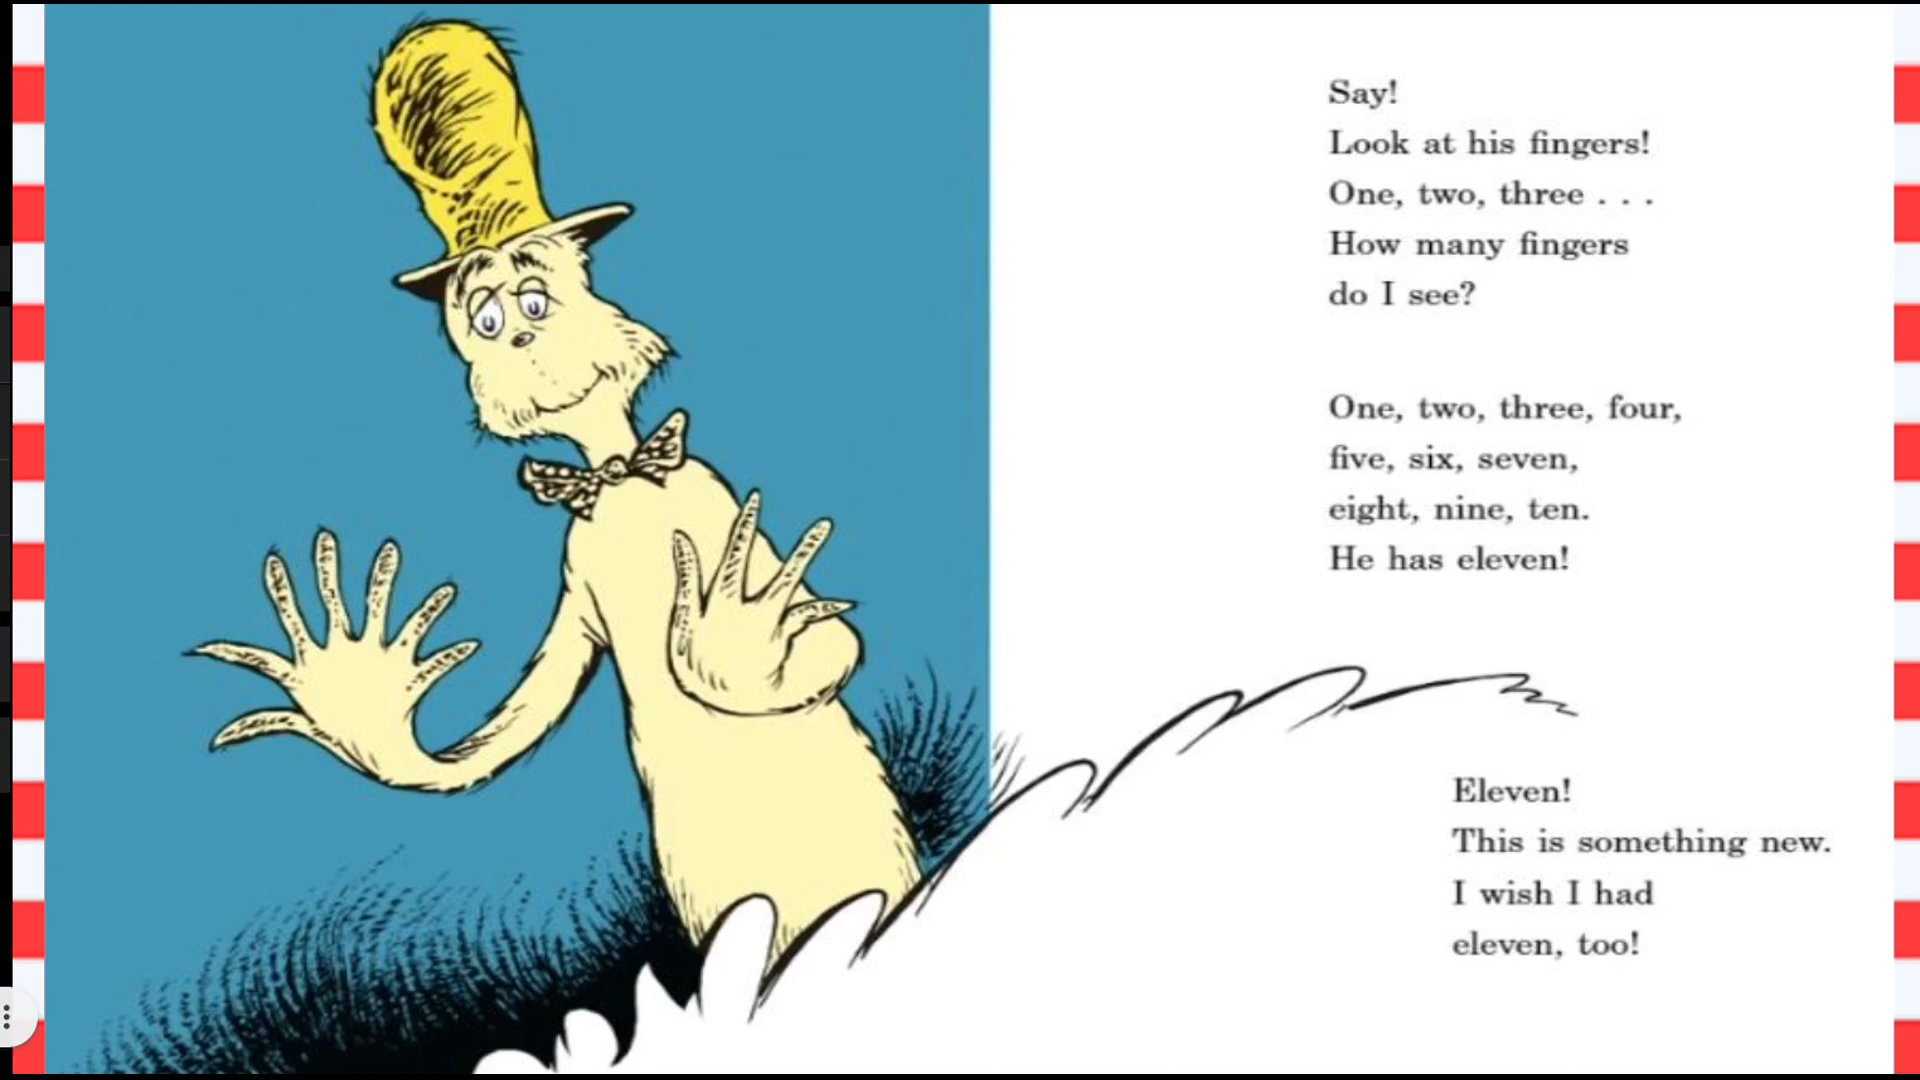 Say!
Look at his fingers!
One, two, three . . .
How many fingers
do I see?
One, two, three, four,
five, six, seven,
eight, nine, ten.
He has eleven!
Eleven!
This is something new.
I wish I had
eleven, too!